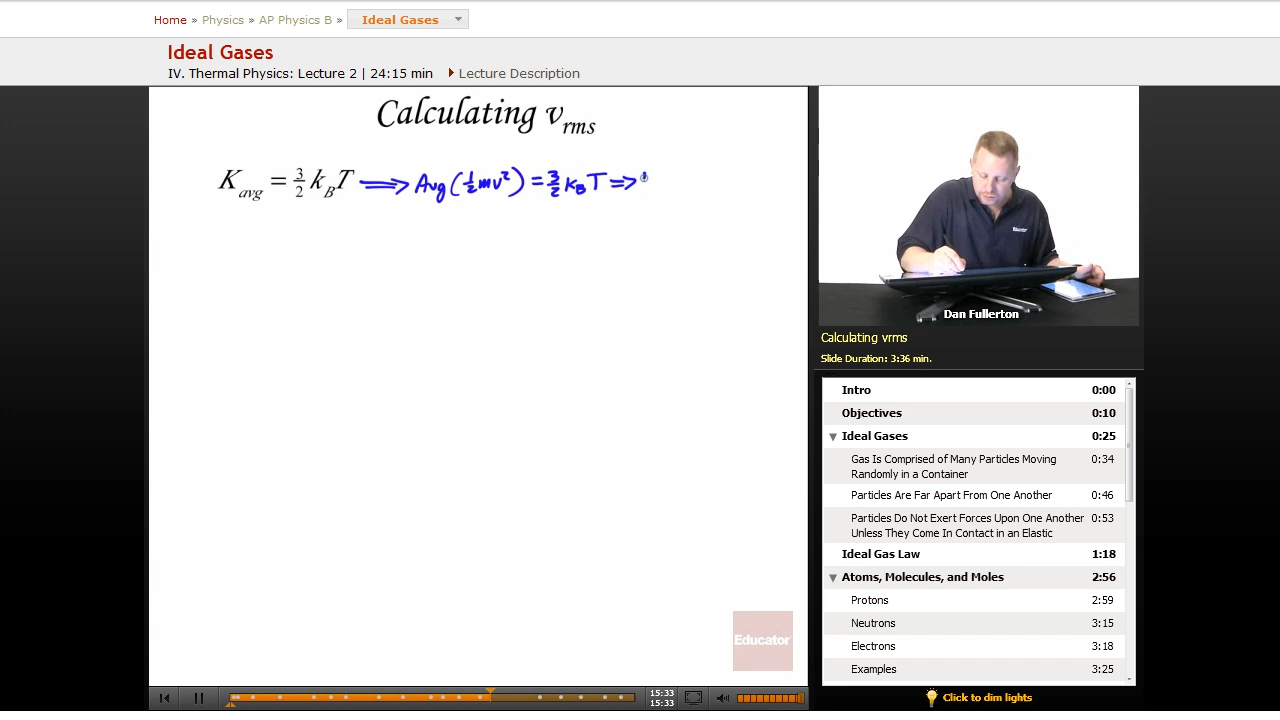 Home » Physics » AP Physics B » Ideal Gases
Ideal Gases
IV. Thermal Physics: Lecture 2 | 24:15 min Lecture Description
Calculating v_rms
K_avg = 3/2 k_B T ⟹ Avg(½mv²) = 3/2 k_B T ⇒
Educator
Educator
Dan Fullerton
Calculating vrms
Slide Duration: 3:36 min.
Intro 0:00
Objectives 0:10
Ideal Gases 0:25
Gas Is Comprised of Many Particles Moving 0:34
Randomly in a Container
Particles Are Far Apart From One Another 0:46
Particles Do Not Exert Forces Upon One Another 0:53
Unless They Come In Contact in an Elastic
Ideal Gas Law 1:18
Atoms, Molecules, and Moles 2:56
Protons 2:59
Neutrons 3:15
Electrons 3:18
Examples 3:25
15:33
15:33
Click to dim lights